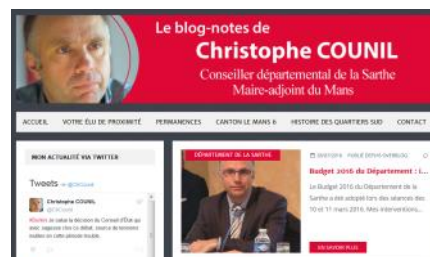 Le blog-notes de
Christophe COUNIL
Conseiller départemental de la Sarthe
Maire-adjoint du Mans
ACCUEIL VOTRE ÉLU DE PROXIMITÉ PERMANENCES CANTON LE MANS 6 HISTOIRE DES QUARTIERS SUD CONTACT
MON ACTUALITÉ VIA TWITTER
Tweets
Christophe COUNIL
DÉPARTEMENT DE LA SARTHE
PUBLIÉ DEPUIS OVERBLOG
Budget 2016 du Département : i...
Le Budget 2016 du Département de la
Sarthe a été adopté lors des séances des
10 et 11 mars 2016. Mes interventions...
EN SAVOIR PLUS